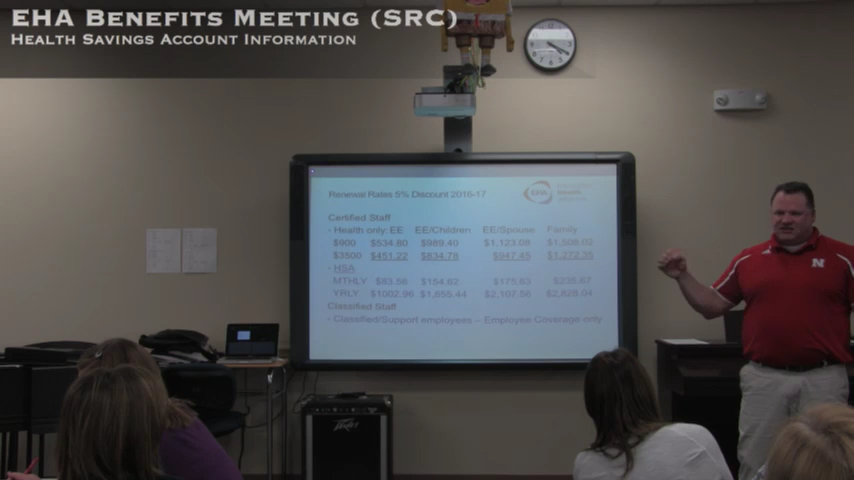 EHA Benefits Meeting (SRC)
Health Savings Account Information
Renewal Rates 5% Discount 2016-17
EHA
Health
Certified Staff
- Health only: EE EE/Children EE/Spouse Family
$900 $534.80 $989.40 $1,123.08 $1,508.02
$3500 $451.22 $834.78 $947.45 $1,272.35
- HSA
MTHLY $83.58 $154.62 $175.63 $235.67
YRLY $1002.96 $1,855.44 $2,107.56 $2,828.04
Classified Staff
- Classified/Support employees – Employee Coverage only
N
Peavey